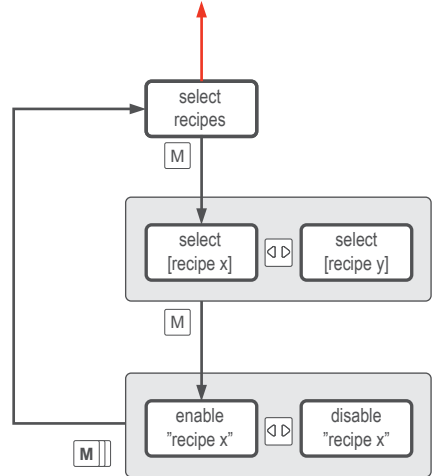 select
recipes
M
select
[recipe x]
select
[recipe y]
M
enable
”recipe x”
disable
”recipe x”
M